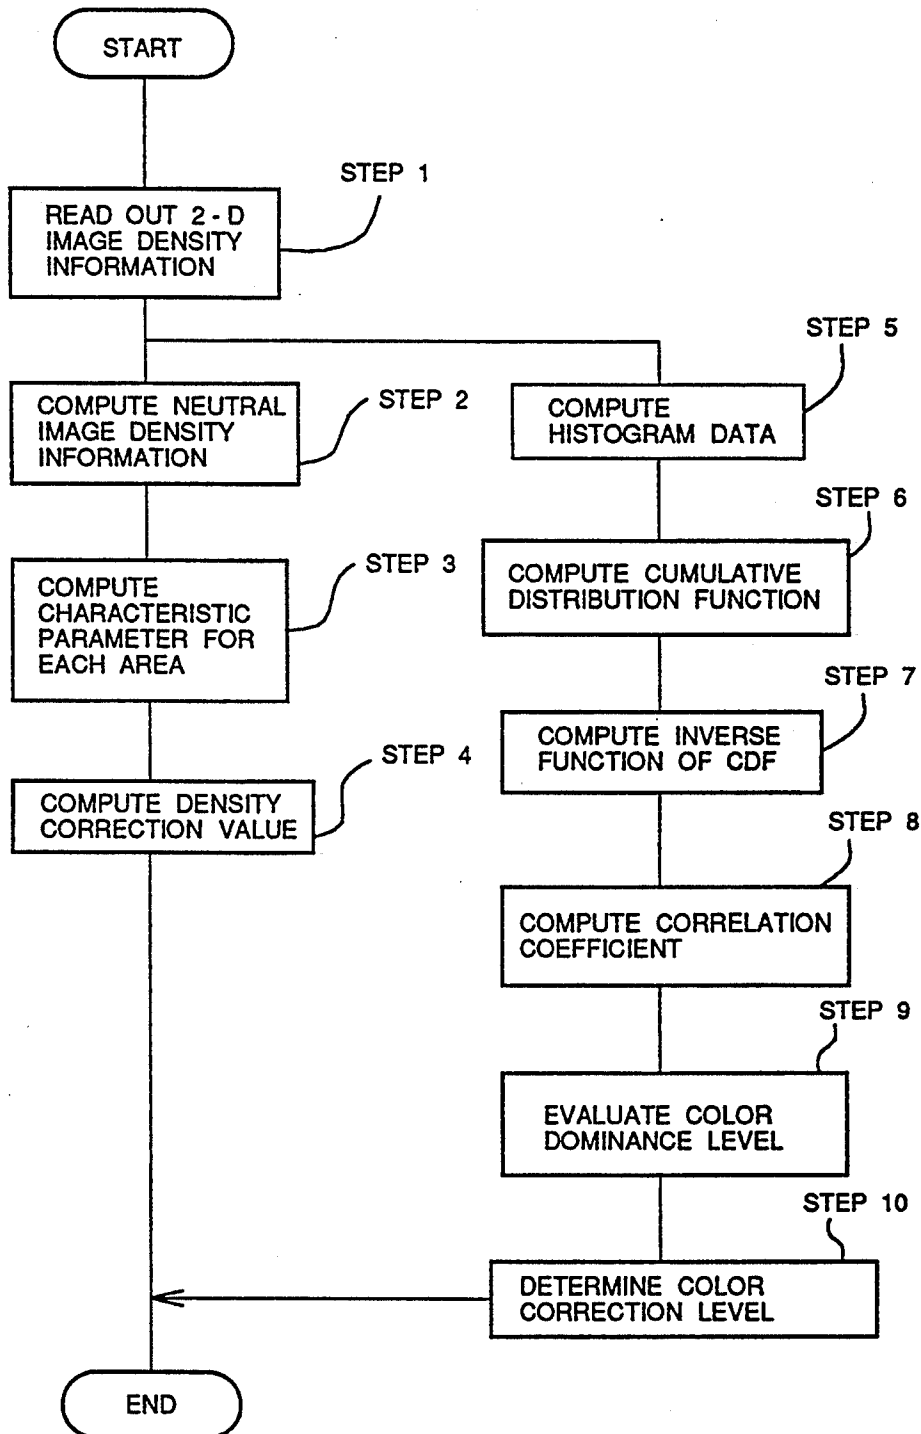 START
STEP 1
READ OUT 2-D
IMAGE DENSITY
INFORMATION
COMPUTE NEUTRAL
IMAGE DENSITY
INFORMATION
STEP 2
COMPUTE
CHARACTERISTIC
PARAMETER FOR
EACH AREA
STEP 3
COMPUTE DENSITY
CORRECTION VALUE
STEP 4
STEP 5
COMPUTE
HISTOGRAM DATA
STEP 6
COMPUTE CUMULATIVE
DISTRIBUTION FUNCTION
STEP 7
COMPUTE INVERSE
FUNCTION OF CDF
STEP 8
COMPUTE CORRELATION
COEFFICIENT
STEP 9
EVALUATE COLOR
DOMINANCE LEVEL
STEP 10
DETERMINE COLOR
CORRECTION LEVEL
END